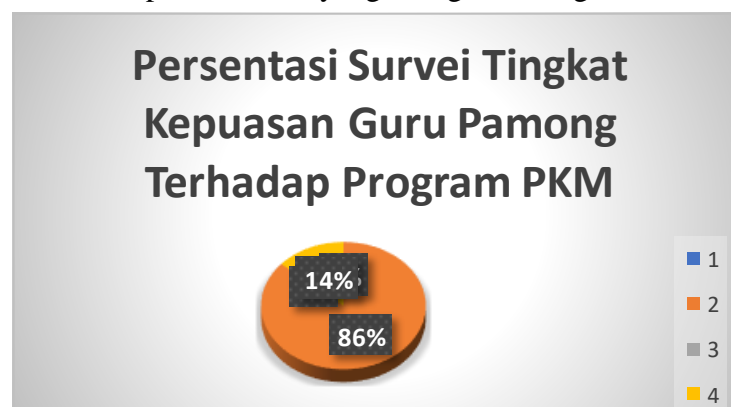 Persentasi Survei Tingkat
Kepuasan Guru Pamong
Terhadap Program PKM
14%
86%
1
2
3
4